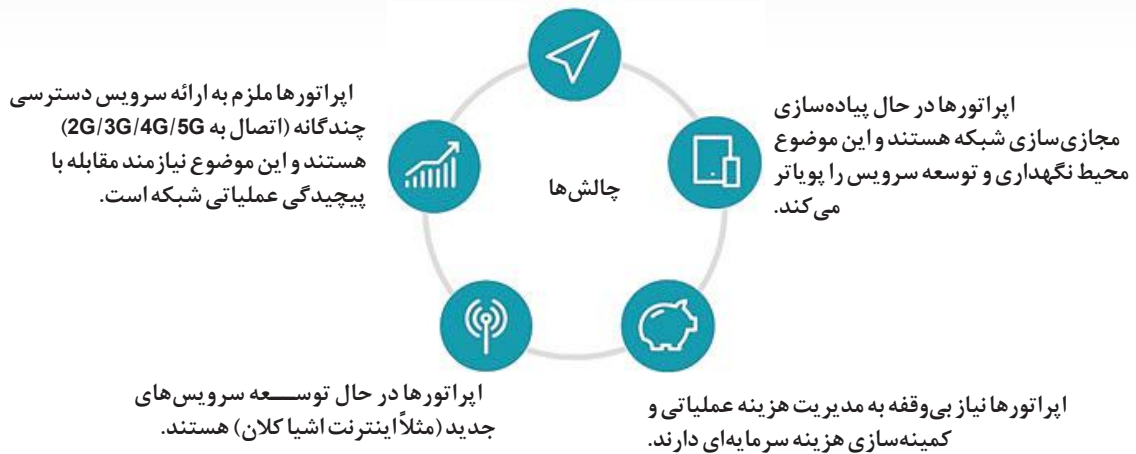 اپراتورها در حال پیاده‌سازی
مجازی‌سازی شبکه هستند و این موضوع
محیط نگهداری و توسعه سرویس را پویاتر
می‌کند.
اپراتورها ملزم به ارائه سرویس دسترسی
چندگانه (اتصال به 2G/3G/4G/5G)
هستند و این موضوع نیازمند مقابله با
پیچیدگی عملیاتی شبکه است.
چالش‌ها
اپراتورها نیاز بی‌وقفه به مدیریت هزینه عملیاتی و
کمینه‌سازی هزینه سرمایه‌ای دارند.
اپراتورها در حال توسعه سرویس‌های
جدید (مثلاً اینترنت اشیا کلان) هستند.